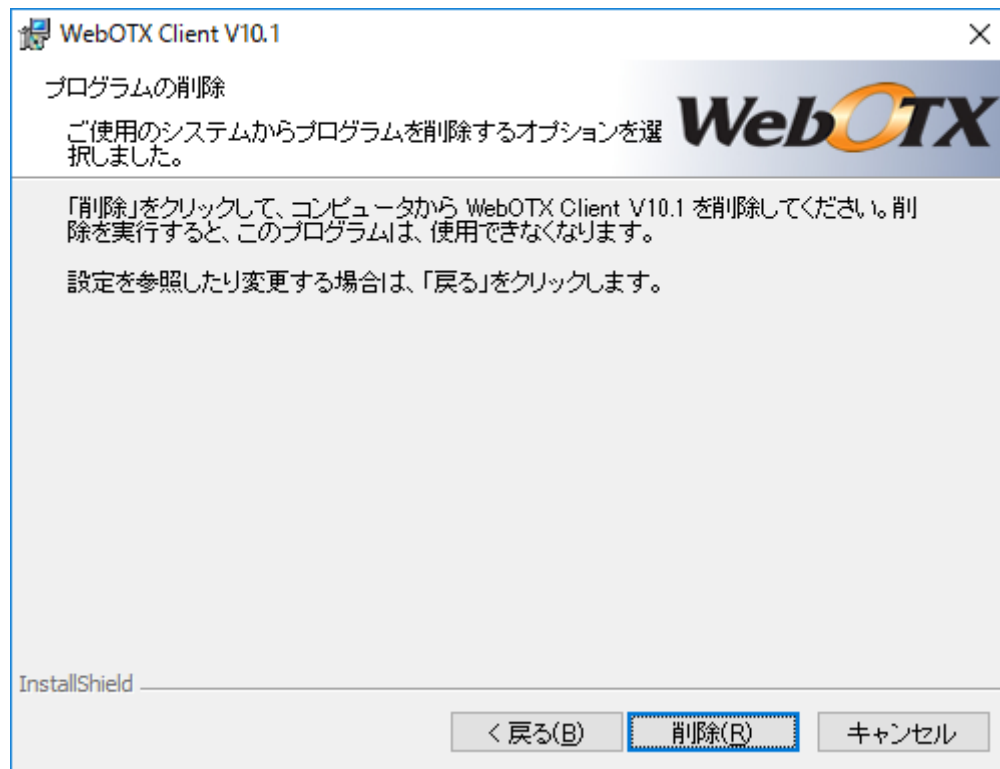 WebOTX Client V10.1
プログラムの削除
WebOTX
ご使用のシステムからプログラムを削除するオプションを選
択しました。
「削除」をクリックして、コンピュータから WebOTX Client V10.1 を削除してください。削
除を実行すると、このプログラムは、使用できなくなります。
設定を参照したり変更する場合は、「戻る」をクリックします。
InstallShield
< 戻る(B)
削除(R)
キャンセル